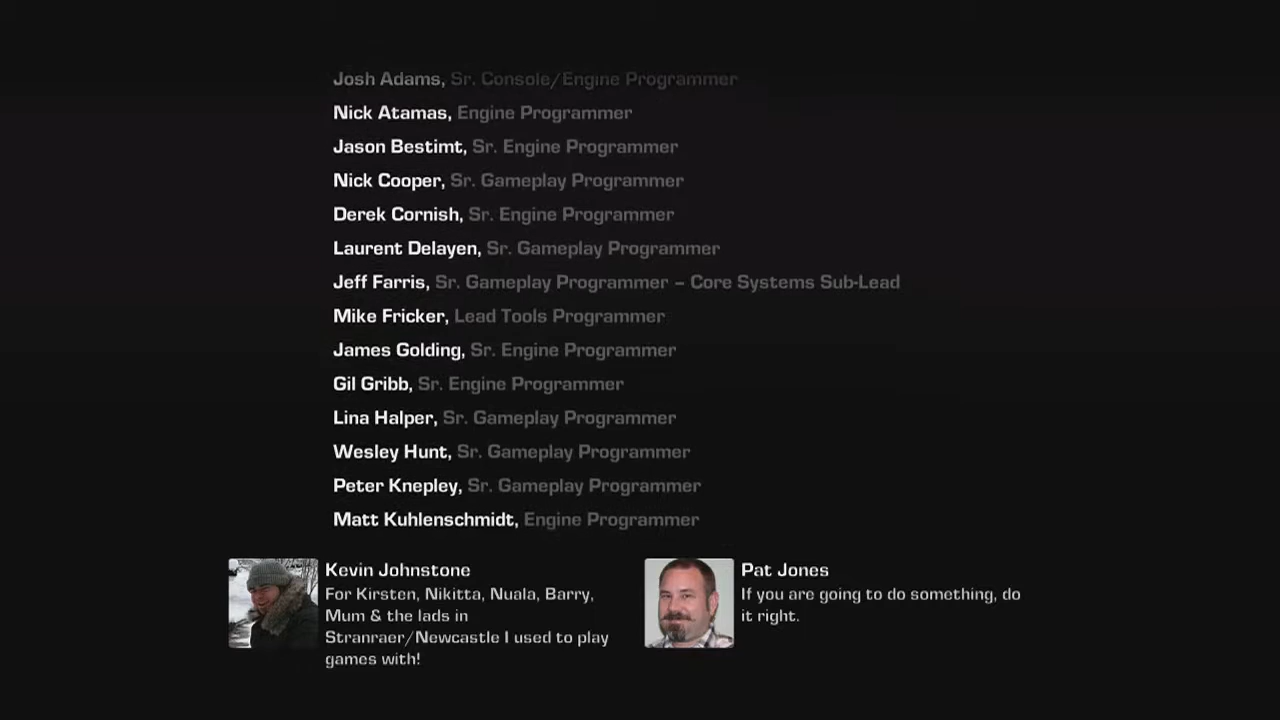 Josh Adams, Sr. Console/Engine Programmer
Nick Atamas, Engine Programmer
Jason Bestimt, Sr. Engine Programmer
Nick Cooper, Sr. Gameplay Programmer
Derek Cornish, Sr. Engine Programmer
Laurent Delayen, Sr. Gameplay Programmer
Jeff Farris, Sr. Gameplay Programmer – Core Systems Sub-Lead
Mike Fricker, Lead Tools Programmer
James Golding, Sr. Engine Programmer
Gil Gribb, Sr. Engine Programmer
Lina Halper, Sr. Gameplay Programmer
Wesley Hunt, Sr. Gameplay Programmer
Peter Knepley, Sr. Gameplay Programmer
Matt Kuhlenschmidt, Engine Programmer
Kevin Johnstone
For Kirsten, Nikitta, Nuala, Barry,
Mum & the lads in
Stranraer/Newcastle I used to play
games with!
Pat Jones
If you are going to do something, do
it right.